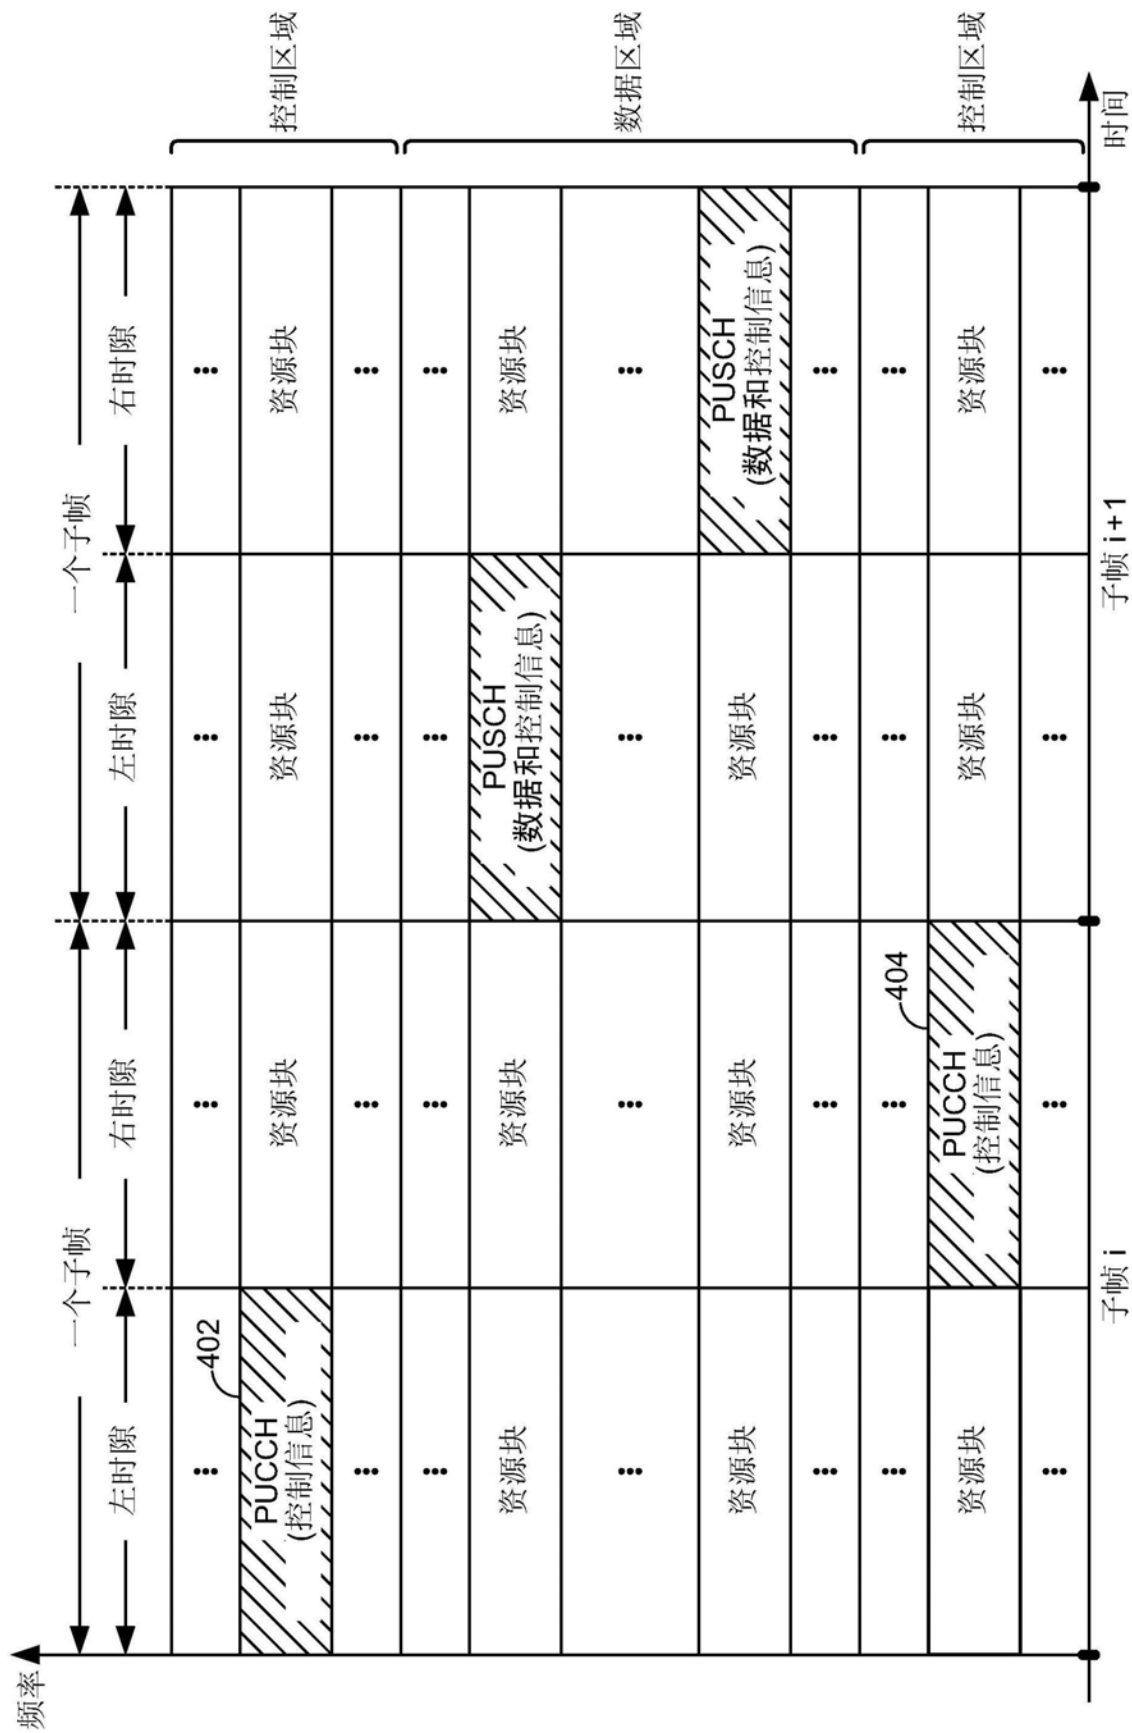 频率
一个子帧
一个子帧
左时隙
右时隙
左时隙
右时隙
...
402
...
...
...
控制区域
PUCCH
(控制信息)
资源块
资源块
资源块
...
...
...
...
...
...
...
...
数据区域
资源块
资源块
PUSCH
(数据和控制信息)
资源块
...
...
...
...
资源块
资源块
资源块
PUSCH
(数据和控制信息)
...
...
...
...
...
...
404
...
...
控制区域
资源块
PUCCH
(控制信息)
资源块
资源块
...
...
...
...
子帧 i
子帧 i+1
时间